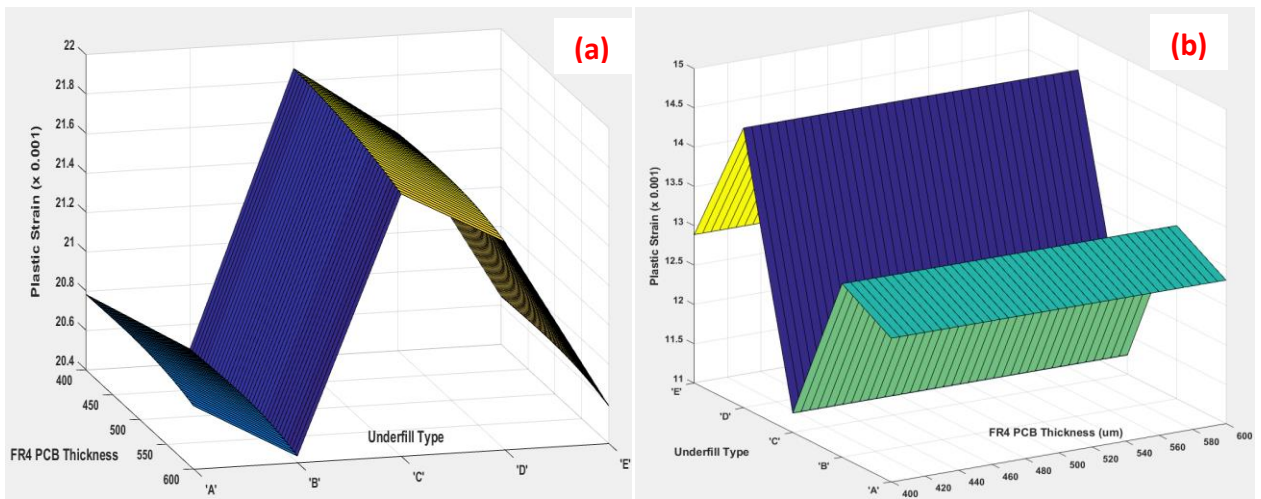 (a)
22
21.8
21.6
21.4
21.2
21
20.8
20.6
20.4
Plastic Strain (x 0.001)
400
450
500
550
600
FR4 PCB Thickness
'A'
'B'
'C'
'D'
'E'
Underfill Type
(b)
15
14.5
14
13.5
13
12.5
12
11.5
11
Plastic Strain (x 0.001)
'E'
'D'
'C'
'B'
'A'
Underfill Type
400
420
440
460
480
500
520
540
560
580
600
FR4 PCB Thickness (um)